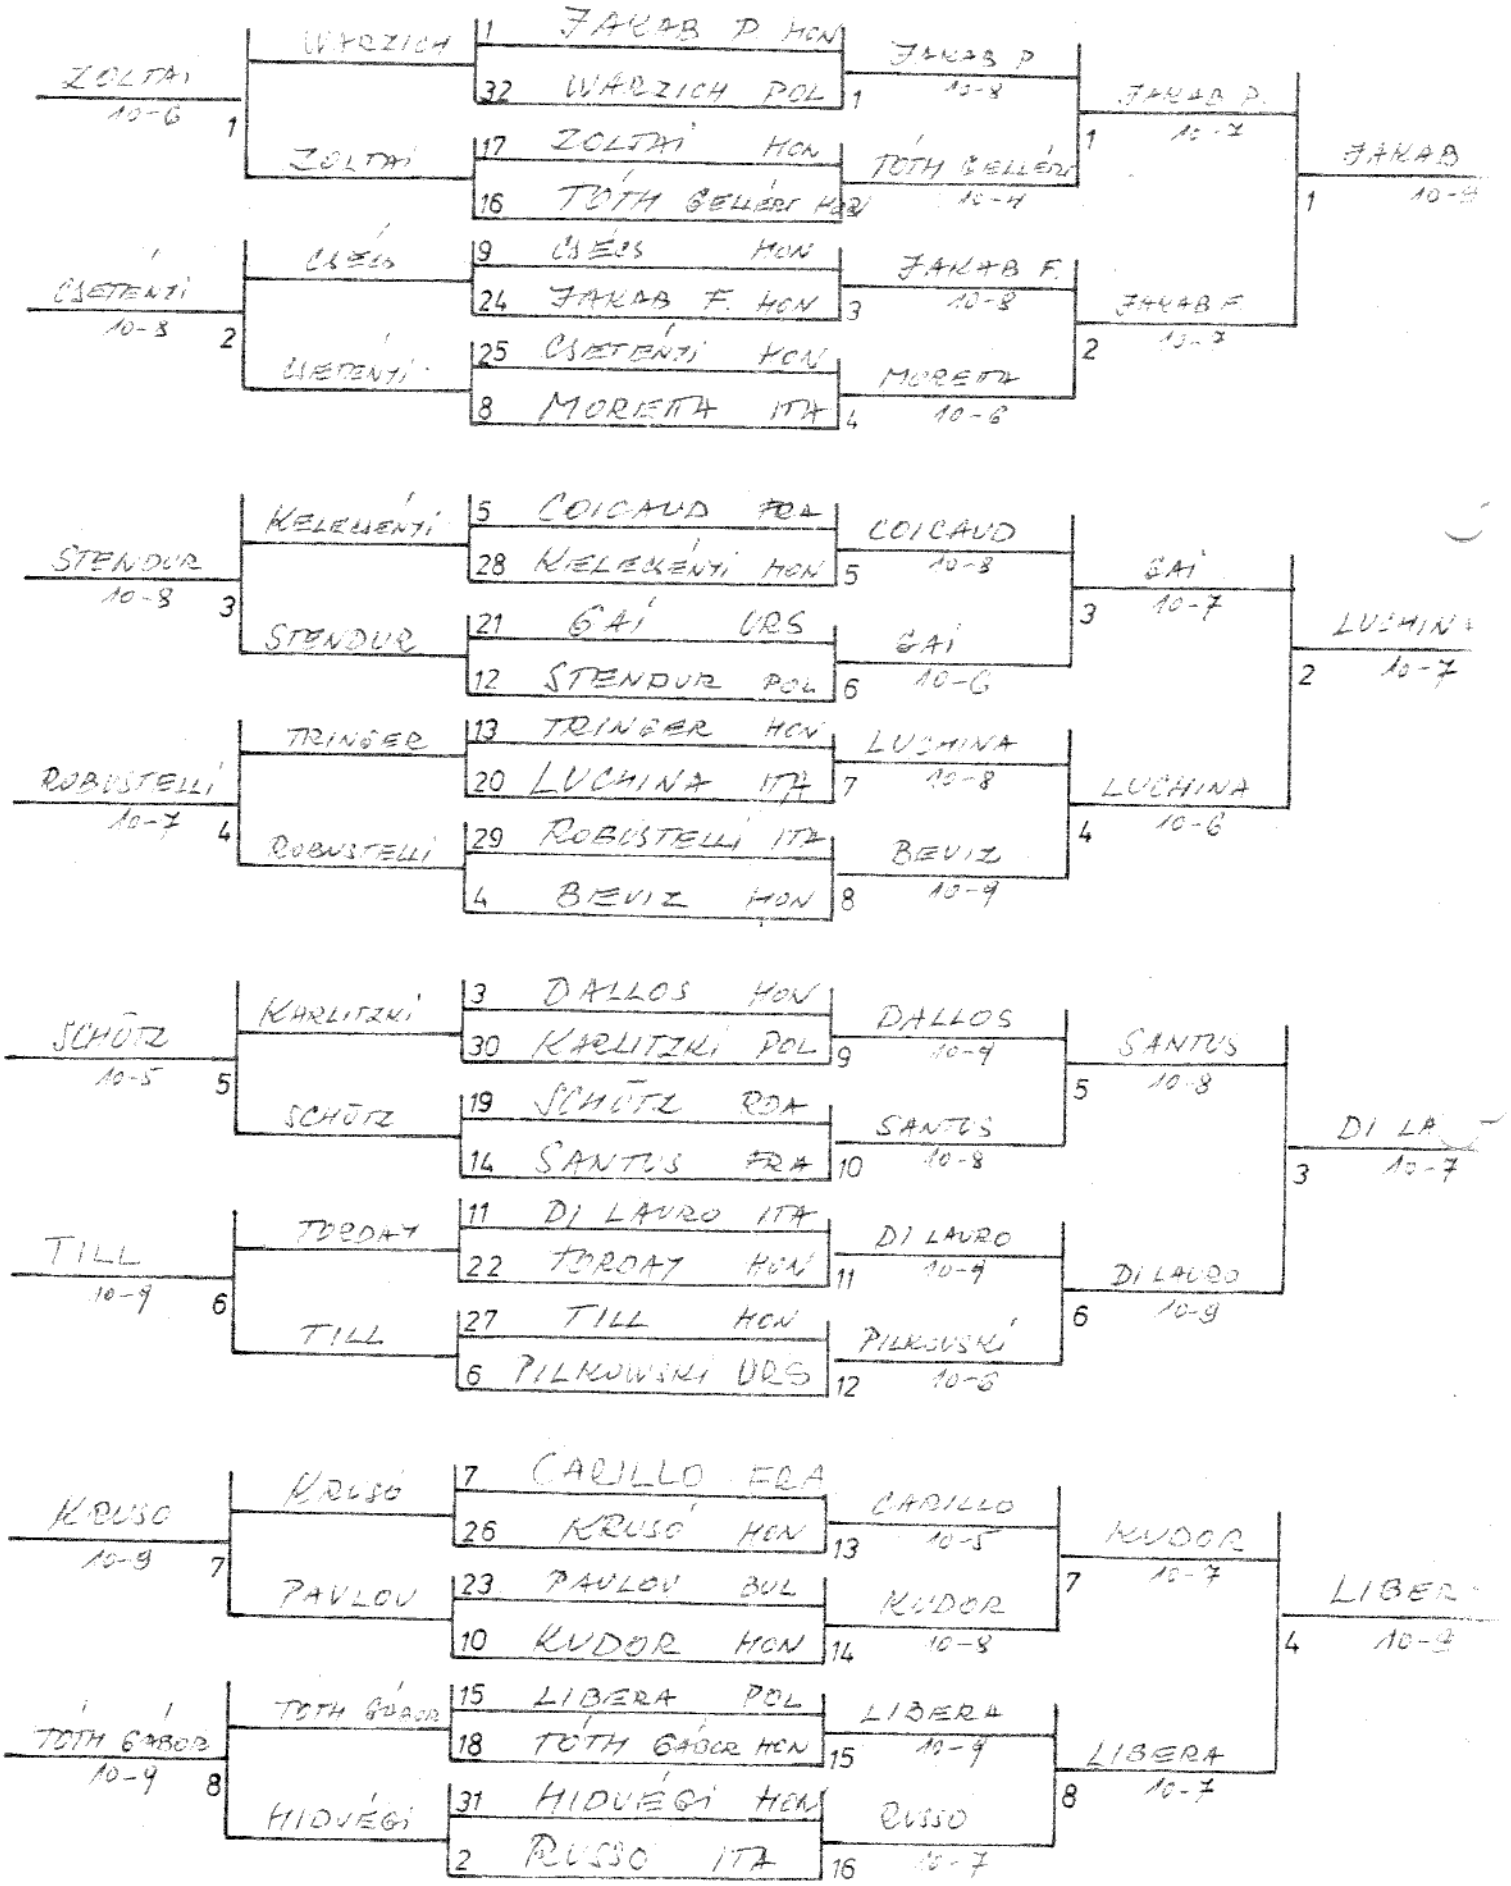 WARZICH 1 JAKAB P. HON
ZOLTAI 32 WARZICH POL 1 JAKAB P 10-8
10-6 1 JAKAB P. 10-7
ZOLTAI 17 ZOLTAI HON 1 JAKAB
16 TÓTH GELLÉRT HON TÓTH GELLÉRT 10-4 1
CSÉCS 9 CSÉCS HON
CSETÉNYI 24 JAKAB F. HON 3 JAKAB F. 10-8
10-8 2 JAKAB F. 10-7
CSETÉNYI 25 CSETÉNYI HON 2
8 MORETTA ITA 4 MORETTA 10-6
KELECSÉNYI 5 COICAUD FRA COICAUD
STENDUR 28 KELECSÉNYI HON 5 10-8
10-8 3 GAI 10-7
STENDUR 21 GAI URS 3 LUCHINA
12 STENDUR POL 6 GAI 10-6 2 10-7
TRINGER 13 TRINGER HON LUCHINA
ROBUSTELLI 20 LUCHINA ITA 7 10-8 LUCHINA
10-7 4 10-6
ROBUSTELLI 29 ROBUSTELLI ITA 4
4 BEVIZ HON 8 BEVIZ 10-9
KARLITZKI 3 DALLOS HON DALLOS
SCHÜTZ 30 KARLITZKI POL 9 10-9 SANTUS
10-5 5 10-8
SCHÜTZ 19 SCHÜTZ 5 DI LA
14 SANTUS FRA 10 SANTUS 10-8 3 10-7
TORDAY 11 DI LAURO ITA DI LAURO
TILL 22 TORDAY HON 11 10-9 DI LAURO
10-9 6 10-9
TILL 27 TILL HON 6
6 PILKOWSKI URS 12 PILKOVSKI 10-6
KRUSÓ 7 CARILLO FRA CARILLO
KRUSO 26 KRUSÓ HON 13 10-5 KUDOR
10-9 7 10-7
PAVLOV 23 PAVLOV BUL 7 LIBER
10 KUDOR HON 14 KUDOR 10-8 4 10-9
TÓTH GÁBOR 15 LIBERA POL LIBERA
TÓTH GÁBOR 18 TÓTH GÁBOR HON 15 10-9 LIBERA
10-9 8 10-7
HIDVÉGI 31 HIDVÉGI HON RUSSO 8
2 RUSSO ITA 16 10-7